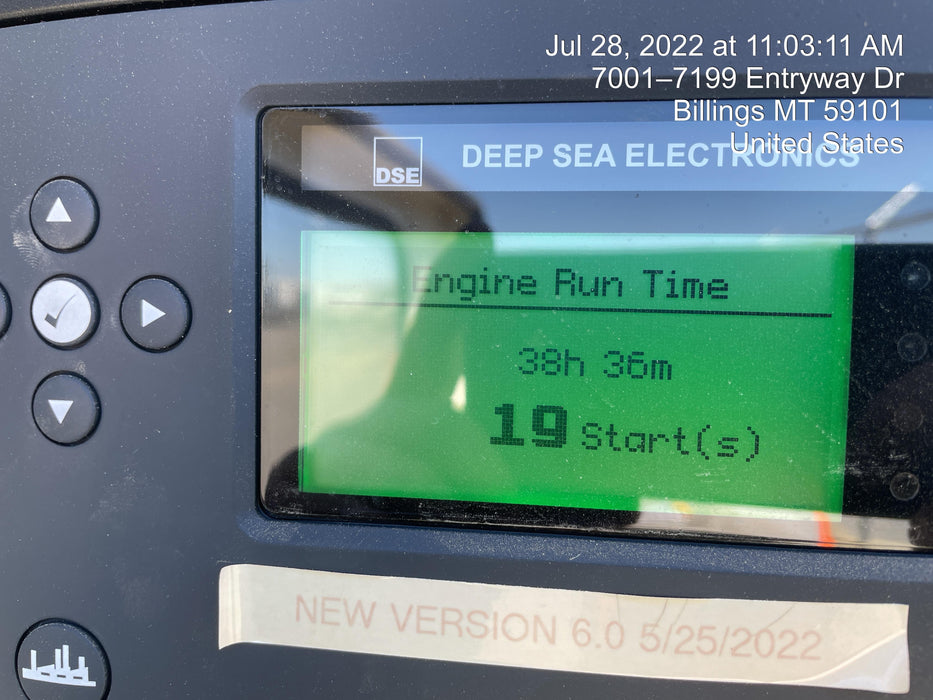 Jul 28, 2022 at 11:03:11 AM
7001–7199 Entryway Dr
Billings MT 59101
United States
DSE DEEP SEA ELECTRONICS
Engine Run Time
38h 36m
19 Start(s)
NEW VERSION 6.0 5/25/2022